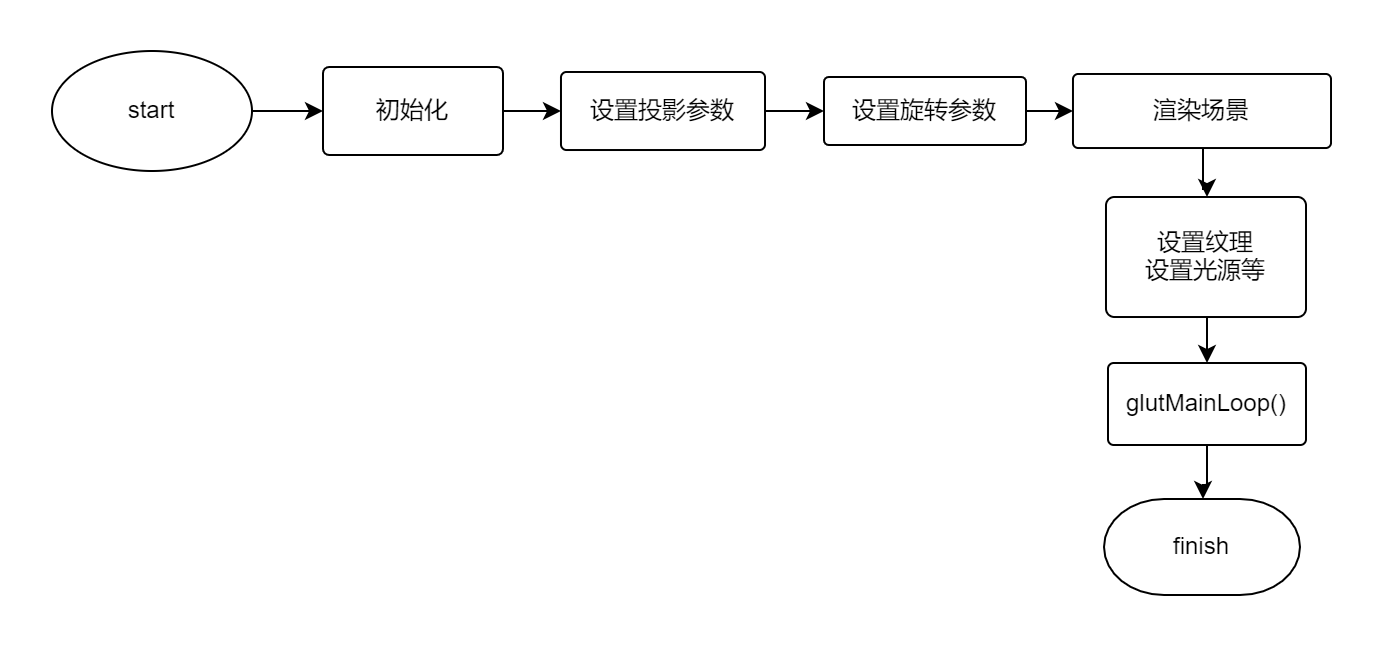 start
初始化
设置投影参数
设置旋转参数
渲染场景
设置纹理
设置光源等
glutMainLoop()
finish